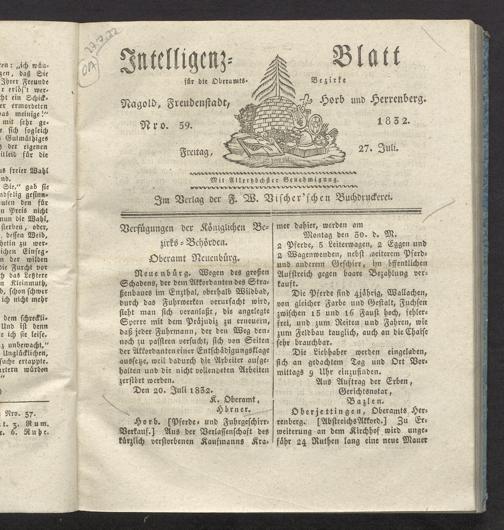 27.7.32
OA
Intelligenz-Blatt
für die Oberamts-Bezirke
Nagold, Freudenstadt, Horb und Herrenberg.
Nro. 59. 1832.
Freitag, 27. Juli.
Mit Allerhöchster Genehmigung.
Im Verlag der F. W. Vischer'schen Buchdruckerei.
Verfügungen der Königlichen Be-
zirks-Behörden.
Oberamt Neuenbürg.
Neuenbürg. Wegen des großen
Schadens, der den Akkordanten des Stra-
ßenbaues im Enzthal, oberhalb Wildbad,
durch das Fuhrwerken verursacht wird,
sieht man sich veranlaßt, die angelegte
Sperre mit dem Präjudiz zu erneuern,
daß jeder Fuhrmann, der den Weg den-
noch zu passiren versucht, sich von Seiten
der Akkordanten einer Entschädigungsklage
aussetze, weil dadurch die Arbeiter aufge-
halten und die nicht vollendeten Arbeiten
zerstört werden.
Den 20. Juli 1832.
K. Oberamt,
Hörner.
Horb. [Pferde- und Fuhrgeschirr-
Verkauf.] Aus der Verlassenschaft des
kürzlich verstorbenen Kaufmanns Kra-
mer dahier, werden am
Montag den 30. d. M.
2 Pferde, 5 Leiterwagen, 2 Eggen und
2 Wagenwenden, nebst weiterem Pferde
und anderem Geschirr, im öffentlichen
Aufstreich gegen baare Bezahlung ver-
kauft.
Die Pferde sind 4jährig, Wallachen,
von gleicher Farbe und Gestalt, Fuchsen
zwischen 15 und 16 Faust hoch, fehler-
frei, und zum Reiten und Fahren, wie
zum Feldbau tauglich, auch an die Chaise
sehr brauchbar.
Die Liebhaber werden eingeladen,
sich an gedachtem Tag und Ort Vor-
mittags 9 Uhr einzufinden.
Aus Auftrag der Erben,
Gerichtsnotar,
Bazlen.
Oberjettingen, Oberamts Her-
renberg. [Abstreichs-Akkord.] Zu Er-
weiterung an dem Kirchhof wird unge-
fähr 24 Ruthen lang eine neue Mauer